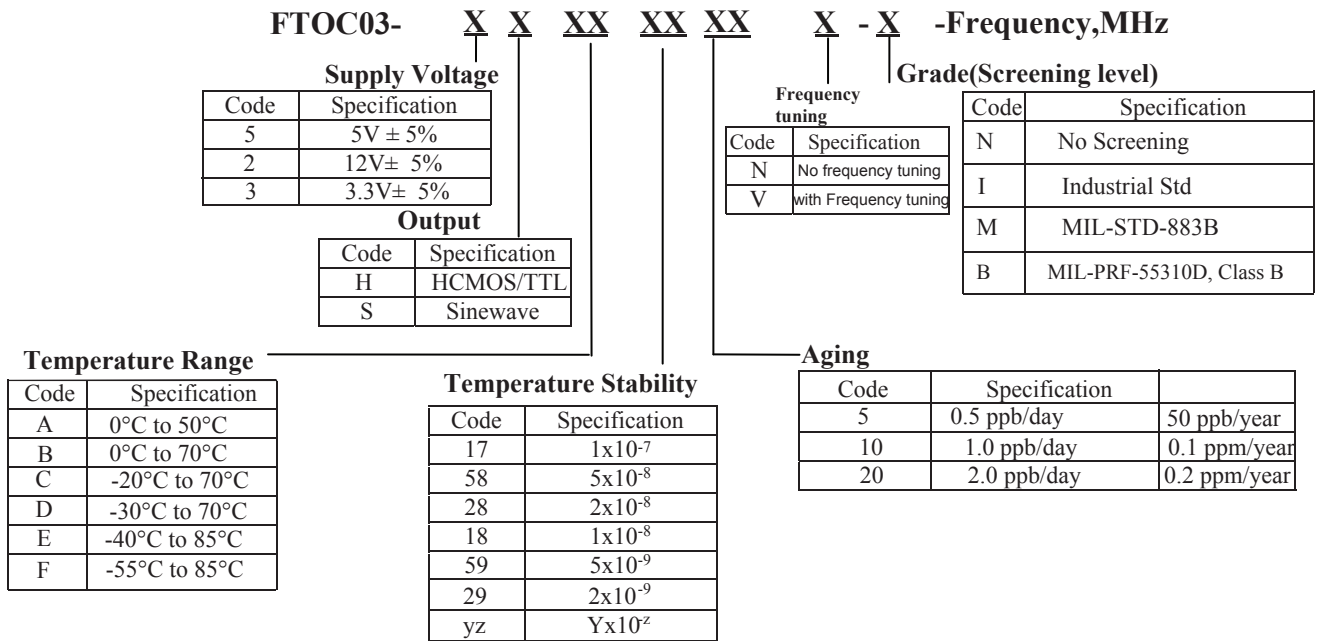 FTOC03- X X XX XX XX X - X -Frequency,MHz
Supply Voltage
Code Specification
5 5V ± 5%
2 12V± 5%
3 3.3V± 5%
Output
Code Specification
H HCMOS/TTL
S Sinewave
Frequency
tuning
Code Specification
N No frequency tuning
V with Frequency tuning
Grade(Screening level)
Code Specification
N No Screening
I Industrial Std
M MIL-STD-883B
B MIL-PRF-55310D, Class B
Temperature Range
Code Specification
A 0°C to 50°C
B 0°C to 70°C
C -20°C to 70°C
D -30°C to 70°C
E -40°C to 85°C
F -55°C to 85°C
Temperature Stability
Code Specification
17 1x10⁻⁷
58 5x10⁻⁸
28 2x10⁻⁸
18 1x10⁻⁸
59 5x10⁻⁹
29 2x10⁻⁹
yz Yx10⁻ᶻ
Aging
Code Specification
5 0.5 ppb/day 50 ppb/year
10 1.0 ppb/day 0.1 ppm/year
20 2.0 ppb/day 0.2 ppm/year